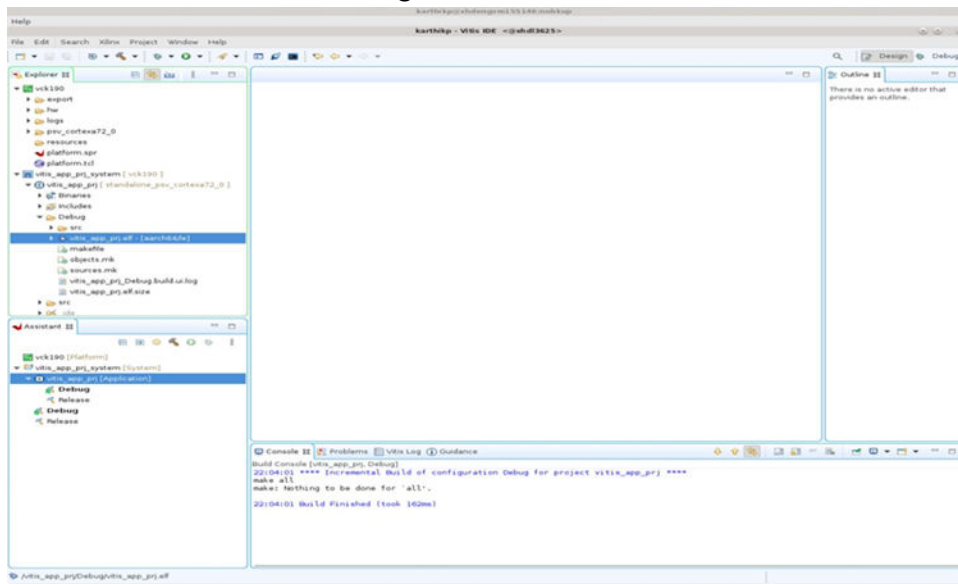 Help
karthikp - Vitis IDE <@xhdl3625>
File Edit Search Xilinx Project Window Help
Design Debug
Explorer
vck190
export
hw
logs
psv_cortexa72_0
resources
platform.spr
platform.tcl
vitis_app_prj_system [ vck190 ]
vitis_app_prj [ standalone_psv_cortexa72_0 ]
Binaries
Includes
Debug
src
vitis_app_prj.elf - [aarch64/le]
makefile
objects.mk
sources.mk
vitis_app_prj_Debug.build.ui.log
vitis_app_prj.elf.size
src
Outline
There is no active editor that
provides an outline.
Assistant
vck190 [Platform]
vitis_app_prj_system [System]
vitis_app_prj [Application]
Debug
Release
Debug
Release
Console Problems Vitis Log Guidance
Build Console [vitis_app_prj, Debug]
22:04:01 **** Incremental Build of configuration Debug for project vitis_app_prj ****
make all
make: Nothing to be done for 'all'.
22:04:01 Build Finished (took 162ms)
/vitis_app_prj/Debug/vitis_app_prj.elf